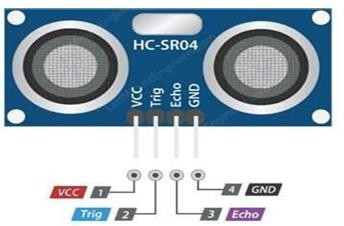 HC-SR04
VCC Trig Echo GND
VCC 1
4 GND
Trig 2
3 Echo